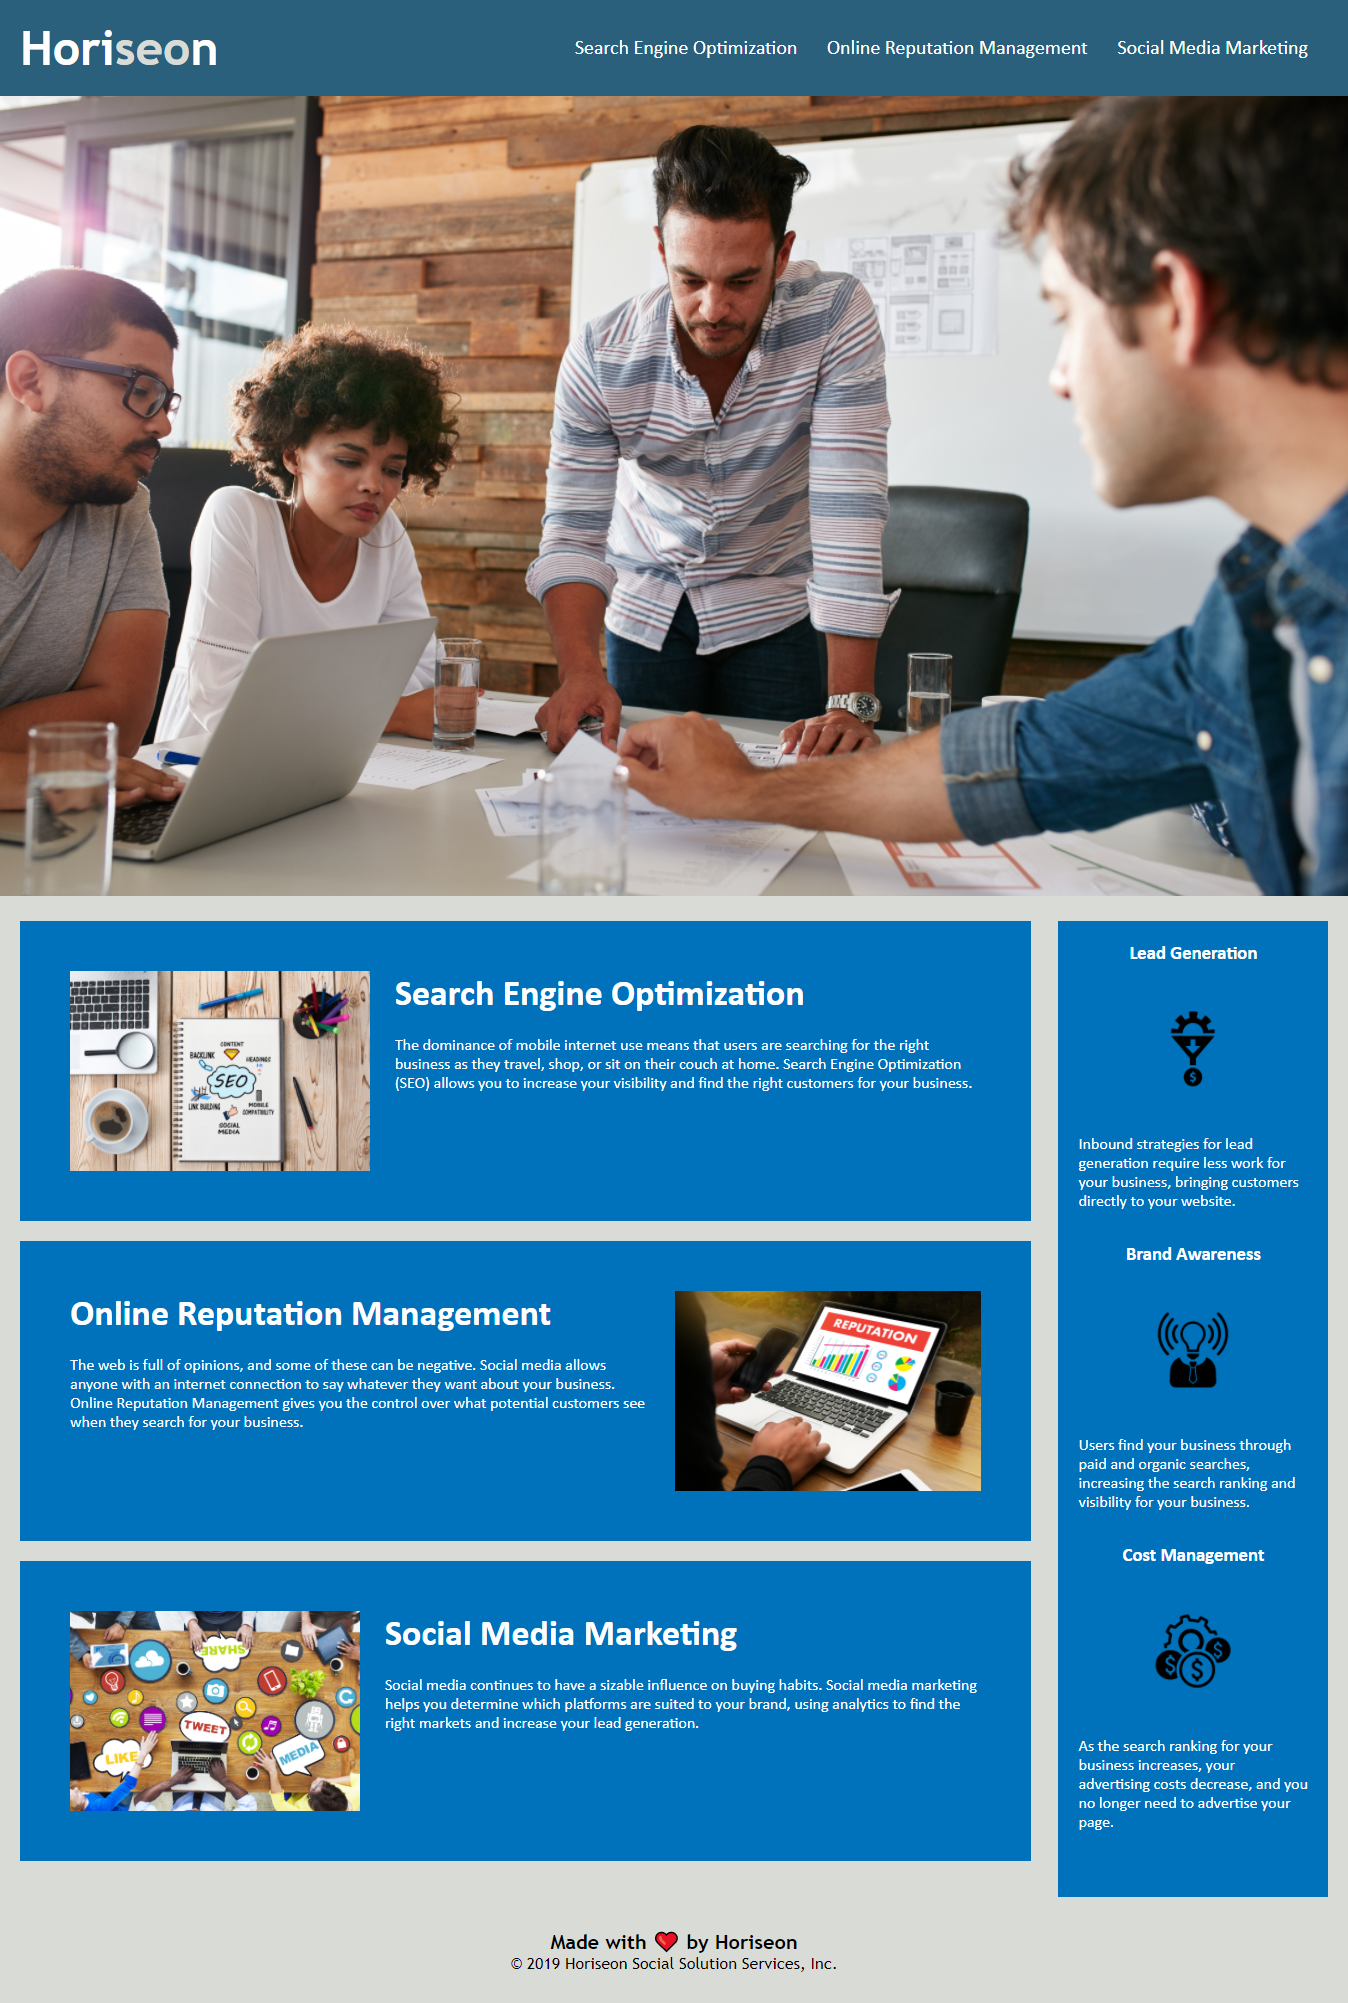 Horiseon
Search Engine Optimization
Online Reputation Management
Social Media Marketing
CONTENT
BACKLINK
HEADINGS
SEO
LINK BUILDING
MOBILE
COMPATIBILITY
SOCIAL
MEDIA
Search Engine Optimization
The dominance of mobile internet use means that users are searching for the right
business as they travel, shop, or sit on their couch at home. Search Engine Optimization
(SEO) allows you to increase your visibility and find the right customers for your business.
Online Reputation Management
The web is full of opinions, and some of these can be negative. Social media allows
anyone with an internet connection to say whatever they want about your business.
Online Reputation Management gives you the control over what potential customers see
when they search for your business.
REPUTATION
SHARE
TWEET
LIKE
MEDIA
Social Media Marketing
Social media continues to have a sizable influence on buying habits. Social media marketing
helps you determine which platforms are suited to your brand, using analytics to find the
right markets and increase your lead generation.
Lead Generation
$
Inbound strategies for lead
generation require less work for
your business, bringing customers
directly to your website.
Brand Awareness
Users find your business through
paid and organic searches,
increasing the search ranking and
visibility for your business.
Cost Management
$ $ $
As the search ranking for your
business increases, your
advertising costs decrease, and you
no longer need to advertise your
page.
Made with ❤️ by Horiseon
© 2019 Horiseon Social Solution Services, Inc.